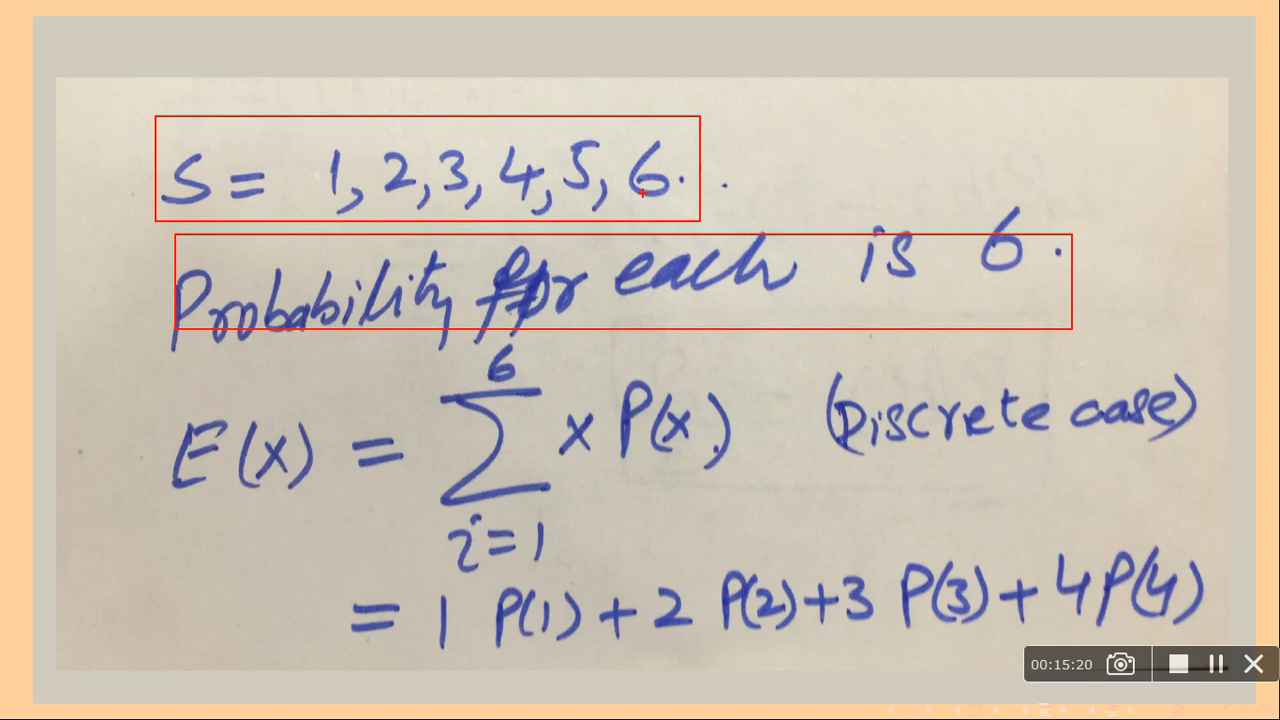 S = 1, 2, 3, 4, 5, 6.
Probability for each is 6.
E(x) = 6 ∑ i=1 x P(x) (Discrete case)
= 1 P(1) + 2 P(2) + 3 P(3) + 4 P(4)
00:15:20